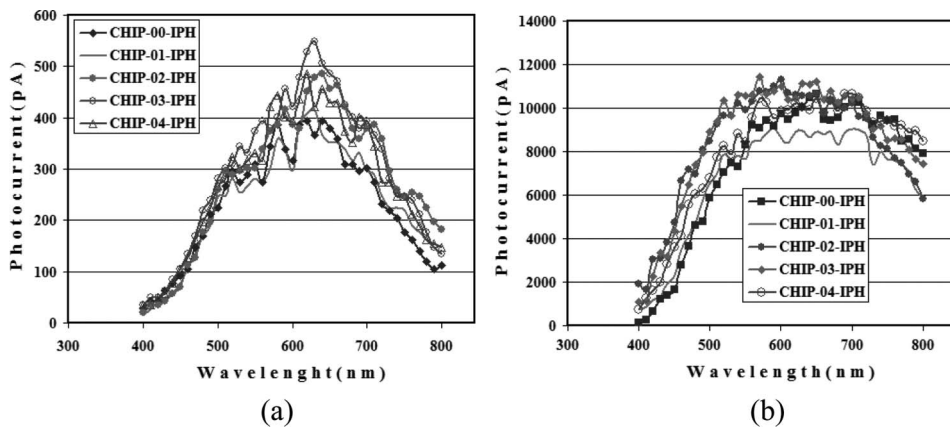 (a)
600
500
400
300
200
100
0
300 400 500 600 700 800
Photocurrent(pA)
Wavelenght(nm)
CHIP-00-IPH
CHIP-01-IPH
CHIP-02-IPH
CHIP-03-IPH
CHIP-04-IPH
(a)
(b)
14000
12000
10000
8000
6000
4000
2000
0
300 400 500 600 700 800
Photocurrent(pA)
Wavelength(nm)
CHIP-00-IPH
CHIP-01-IPH
CHIP-02-IPH
CHIP-03-IPH
CHIP-04-IPH
(b)